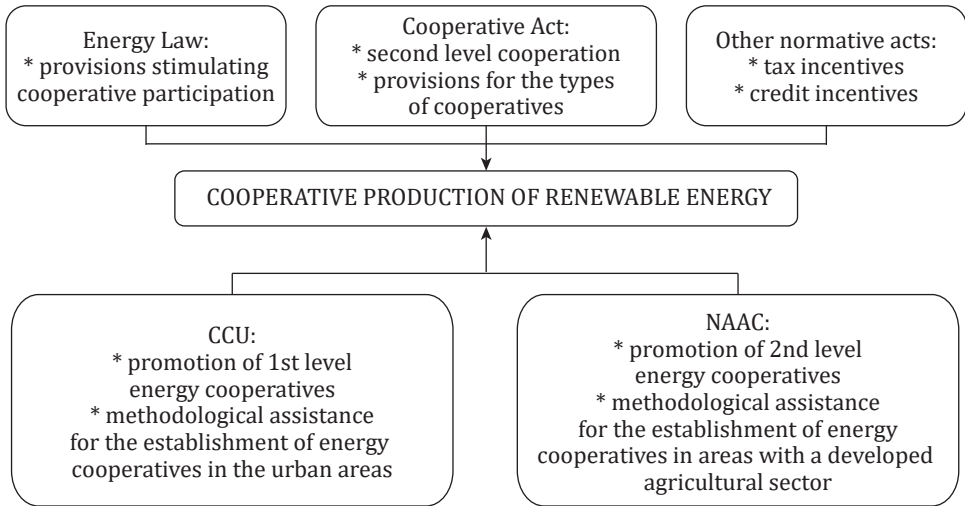 Energy Law:
* provisions stimulating
cooperative participation
Cooperative Act:
* second level cooperation
* provisions for the types
of cooperatives
Other normative acts:
* tax incentives
* credit incentives
COOPERATIVE PRODUCTION OF RENEWABLE ENERGY
CCU:
* promotion of 1st level
energy cooperatives
* methodological assistance
for the establishment of energy
cooperatives in the urban areas
NAAC:
* promotion of 2nd level
energy cooperatives
* methodological assistance
for the establishment of energy
cooperatives in areas with a developed
agricultural sector